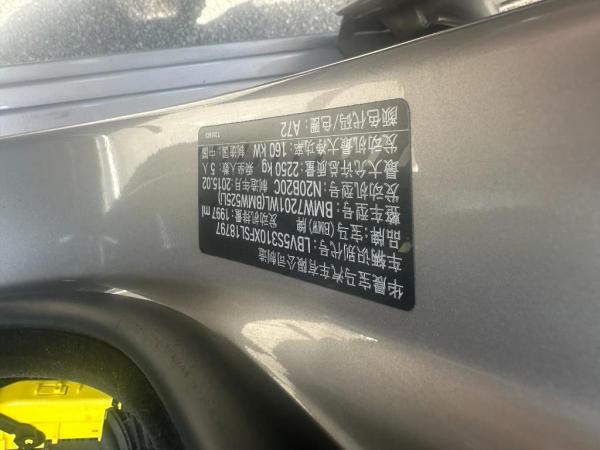 华晨宝马汽车有限公司制造
车辆识别代号: LBV5S310XFSL18797
品牌: 宝马 (BMW) 牌
整车型号: BMW7201WL(BMW525Li)
发动机型号: N20B20C 发动机排量: 1997 ml
最大允许总质量: 2250 kg 制造年月: 2015.02
发动机最大净功率: 160 KW 乘坐人数: 5 人
颜色代码/色圈: A72 制造国: 中国